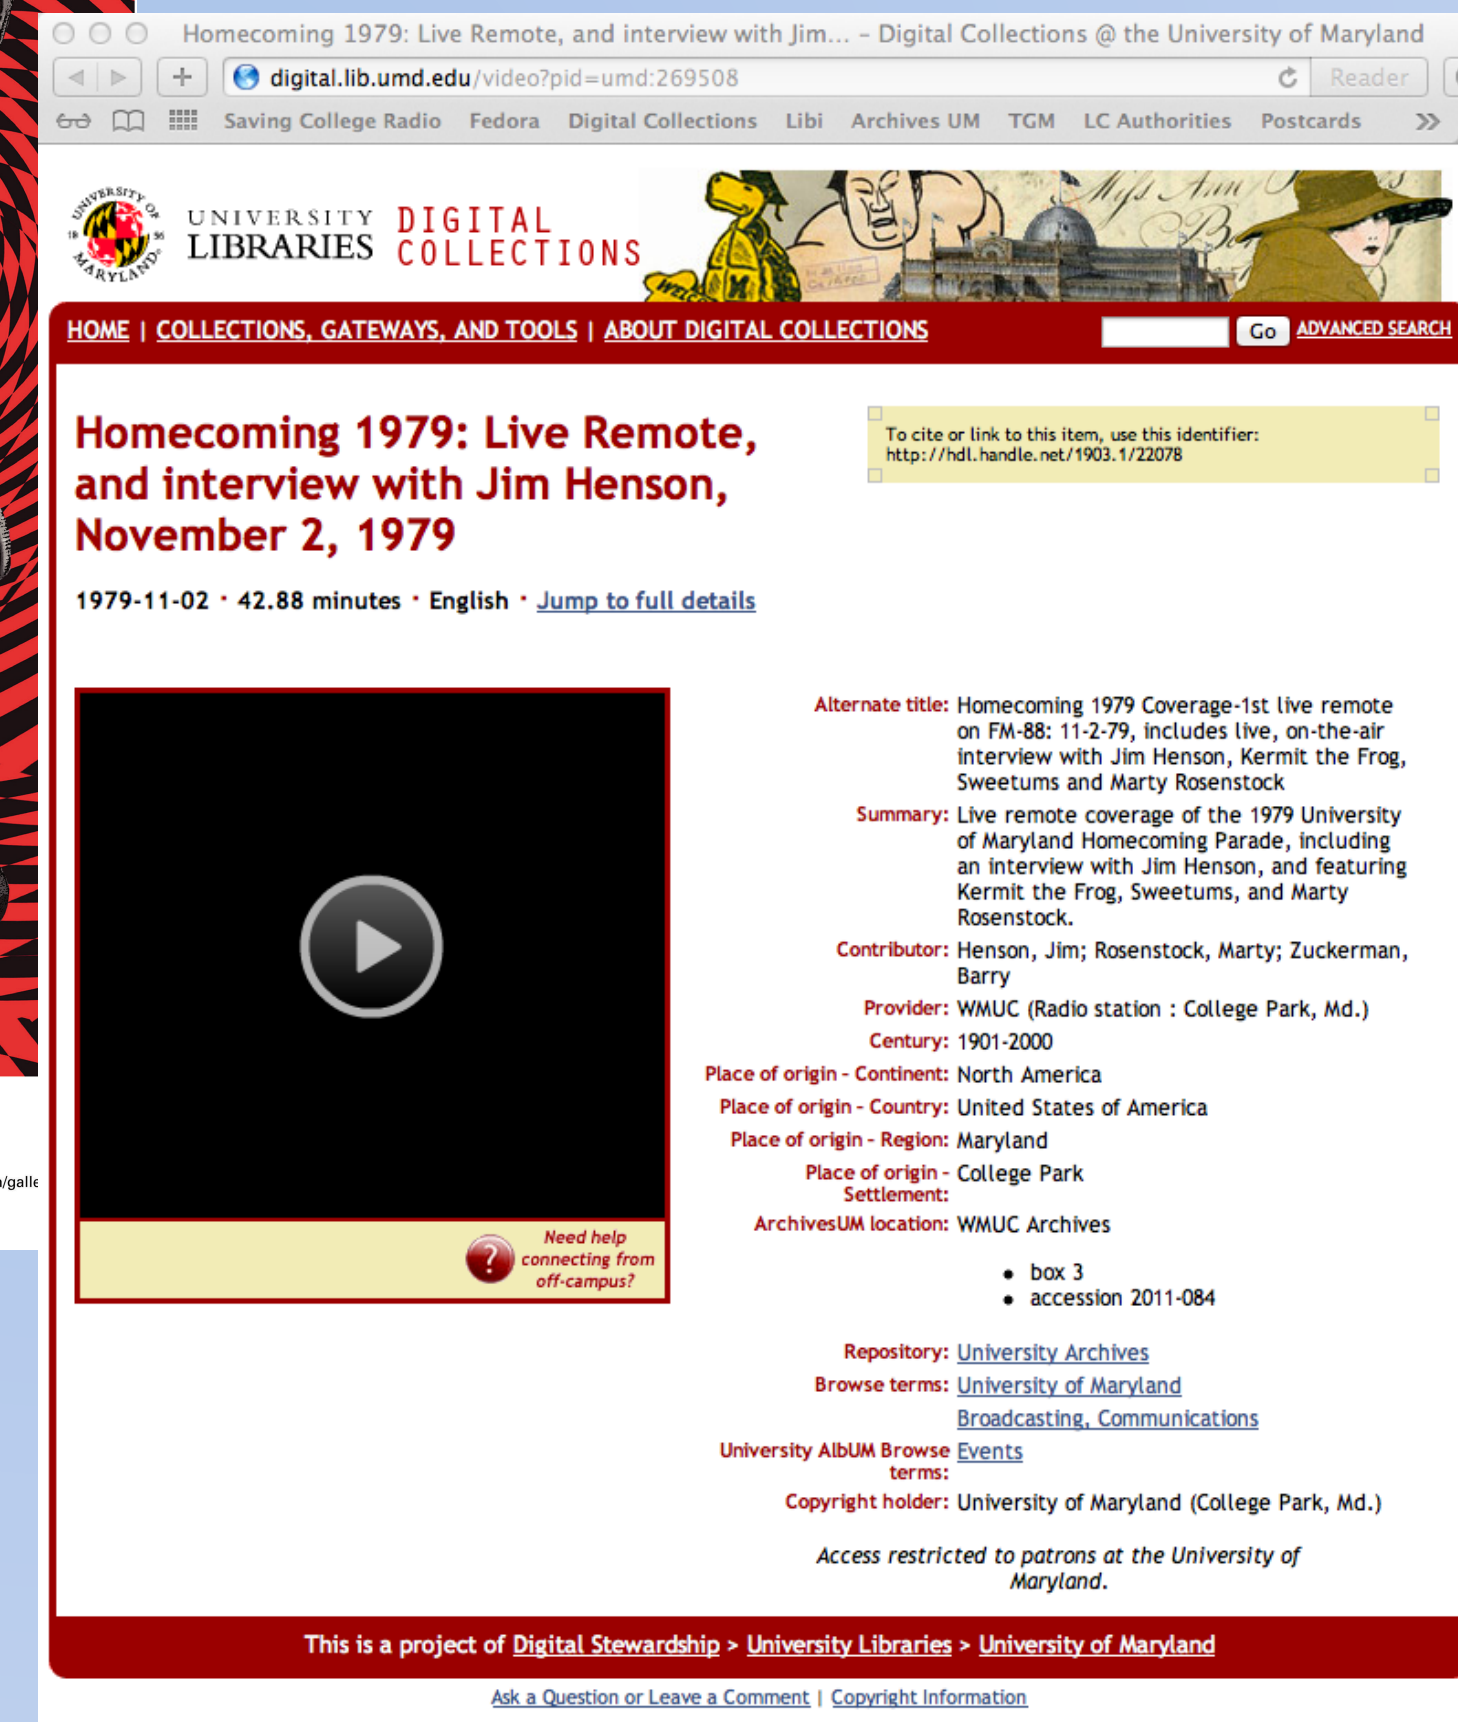 Homecoming 1979: Live Remote, and interview with Jim... – Digital Collections @ the University of Maryland
digital.lib.umd.edu/video?pid=umd:269508
Reader
Saving College Radio Fedora Digital Collections Libi Archives UM TGM LC Authorities Postcards
UNIVERSITY OF MARYLAND
18 56
UNIVERSITY
LIBRARIES
DIGITAL
COLLECTIONS
Miss Ann
WELC
HOME | COLLECTIONS, GATEWAYS, AND TOOLS | ABOUT DIGITAL COLLECTIONS
Go
ADVANCED SEARCH
Homecoming 1979: Live Remote,
and interview with Jim Henson,
November 2, 1979
To cite or link to this item, use this identifier:
http://hdl.handle.net/1903.1/22078
1979-11-02 · 42.88 minutes · English · Jump to full details
Alternate title: Homecoming 1979 Coverage-1st live remote
on FM-88: 11-2-79, includes live, on-the-air
interview with Jim Henson, Kermit the Frog,
Sweetums and Marty Rosenstock
Summary: Live remote coverage of the 1979 University
of Maryland Homecoming Parade, including
an interview with Jim Henson, and featuring
Kermit the Frog, Sweetums, and Marty
Rosenstock.
Contributor: Henson, Jim; Rosenstock, Marty; Zuckerman,
Barry
Provider: WMUC (Radio station : College Park, Md.)
Century: 1901-2000
Place of origin - Continent: North America
Place of origin - Country: United States of America
Place of origin - Region: Maryland
Place of origin - College Park
Settlement:
ArchivesUM location: WMUC Archives
• box 3
• accession 2011-084
Repository: University Archives
Browse terms: University of Maryland
Broadcasting, Communications
University AlbUM Browse Events
terms:
Copyright holder: University of Maryland (College Park, Md.)
Access restricted to patrons at the University of
Maryland.
/galle
?
Need help
connecting from
off-campus?
This is a project of Digital Stewardship > University Libraries > University of Maryland
Ask a Question or Leave a Comment | Copyright Information